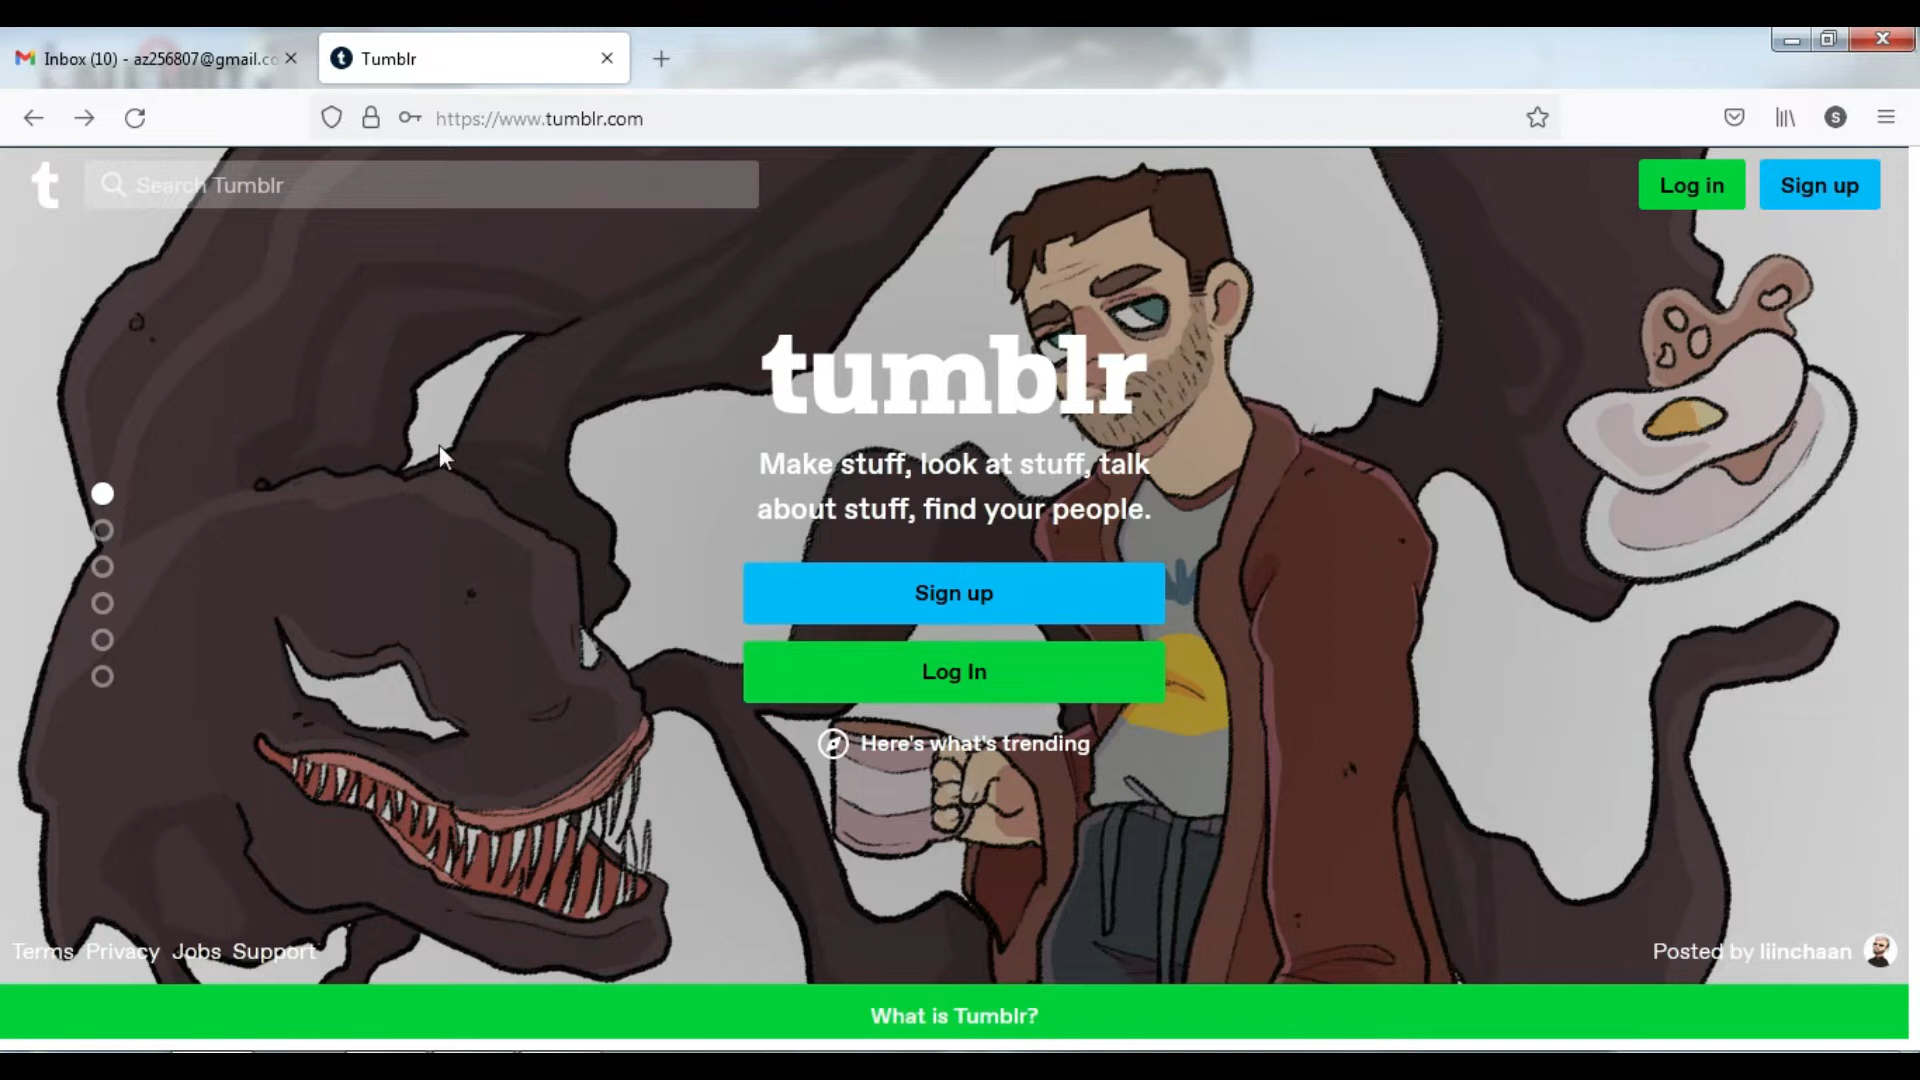 Inbox (10) - az256807@gmail.co
Tumblr
https://www.tumblr.com
S
t
Search Tumblr
Log in
Sign up
tumblr
Make stuff, look at stuff, talk
about stuff, find your people.
Sign up
Log In
Here's what's trending
Terms Privacy Jobs Support
Posted by liinchaan
What is Tumblr?